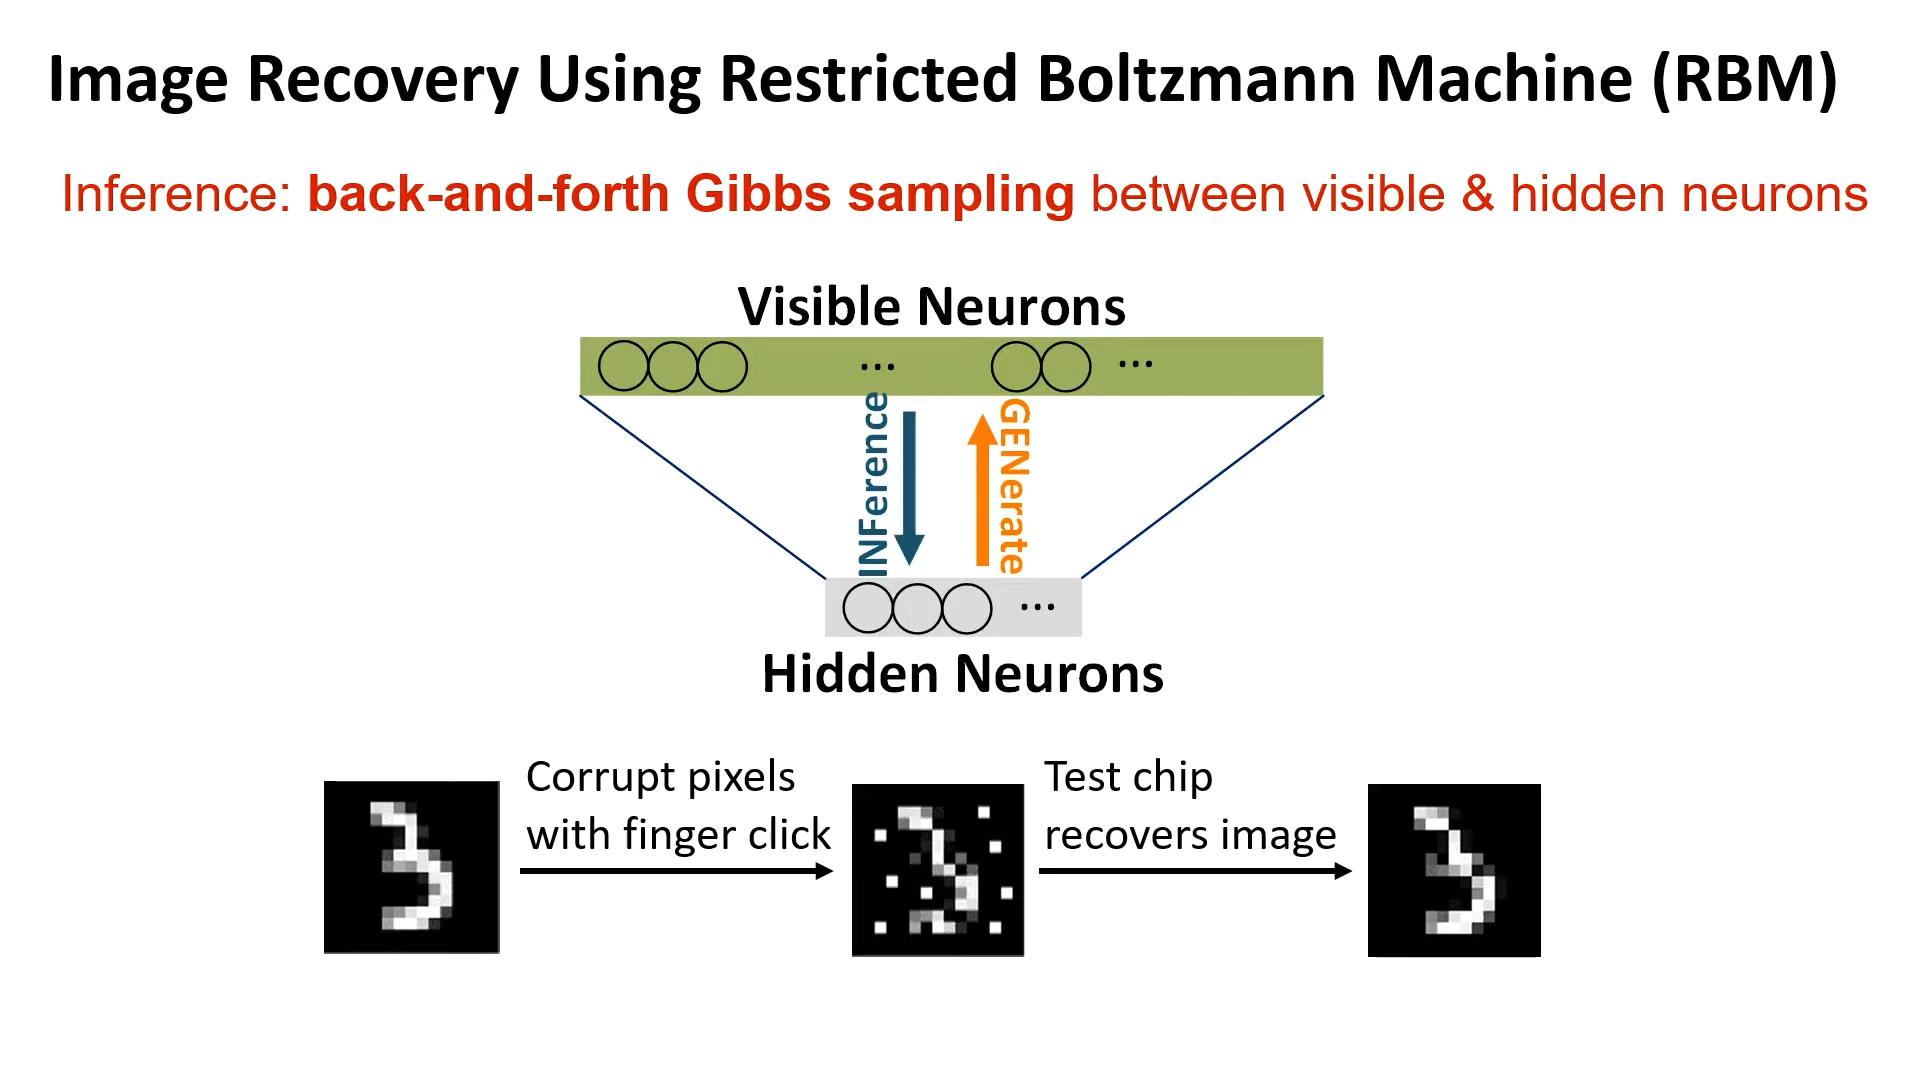 Image Recovery Using Restricted Boltzmann Machine (RBM)
Inference: back-and-forth Gibbs sampling between visible & hidden neurons
Visible Neurons
...
...
INFerence
GENerate
...
Hidden Neurons
Corrupt pixels
with finger click
Test chip
recovers image